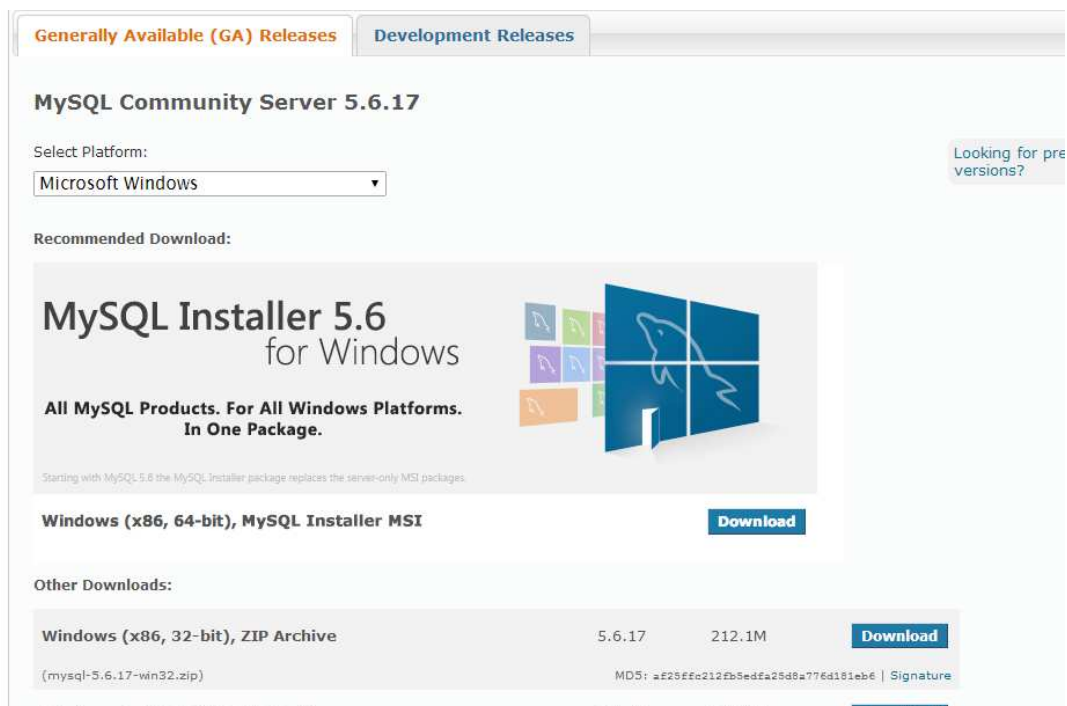 Generally Available (GA) Releases
Development Releases
MySQL Community Server 5.6.17
Select Platform:
Looking for pre
versions?
Microsoft Windows
Recommended Download:
MySQL Installer 5.6
for Windows
All MySQL Products. For All Windows Platforms.
In One Package.
Starting with MySQL 5.6 the MySQL Installer package replaces the server-only MSI packages.
Windows (x86, 64-bit), MySQL Installer MSI
Download
Other Downloads:
Windows (x86, 32-bit), ZIP Archive 5.6.17 212.1M Download
(mysql-5.6.17-win32.zip) MD5: af25ffc212fb5edfa25d8a776d181eb6 | Signature